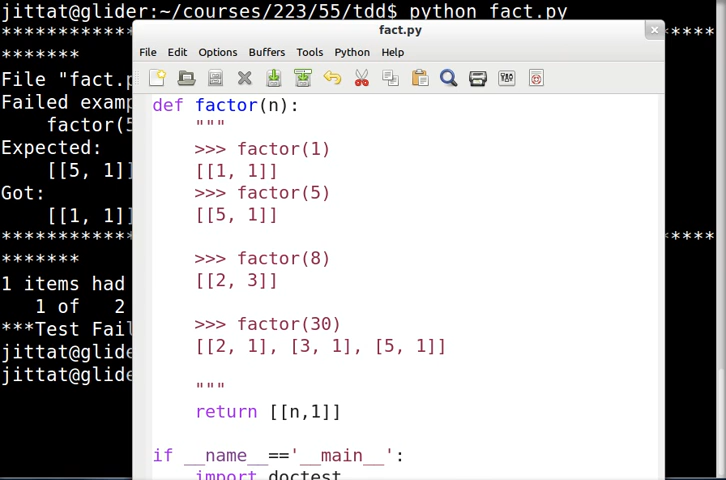 jittat@glider:~/courses/223/55/tdd$ python fact.py
fact.py
File Edit Options Buffers Tools Python Help
*******
File "fact.p
Failed examp
factor(5
Expected:
[[5, 1]]
Got:
[[1, 1]]
*******
1 items had
1 of 2
***Test Fail
jittat@glide
jittat@glide
def factor(n):
"""
>>> factor(1)
[[1, 1]]
>>> factor(5)
[[5, 1]]
>>> factor(8)
[[2, 3]]
>>> factor(30)
[[2, 1], [3, 1], [5, 1]]
"""
return [[n,1]]
if __name__=='__main__':
import doctest